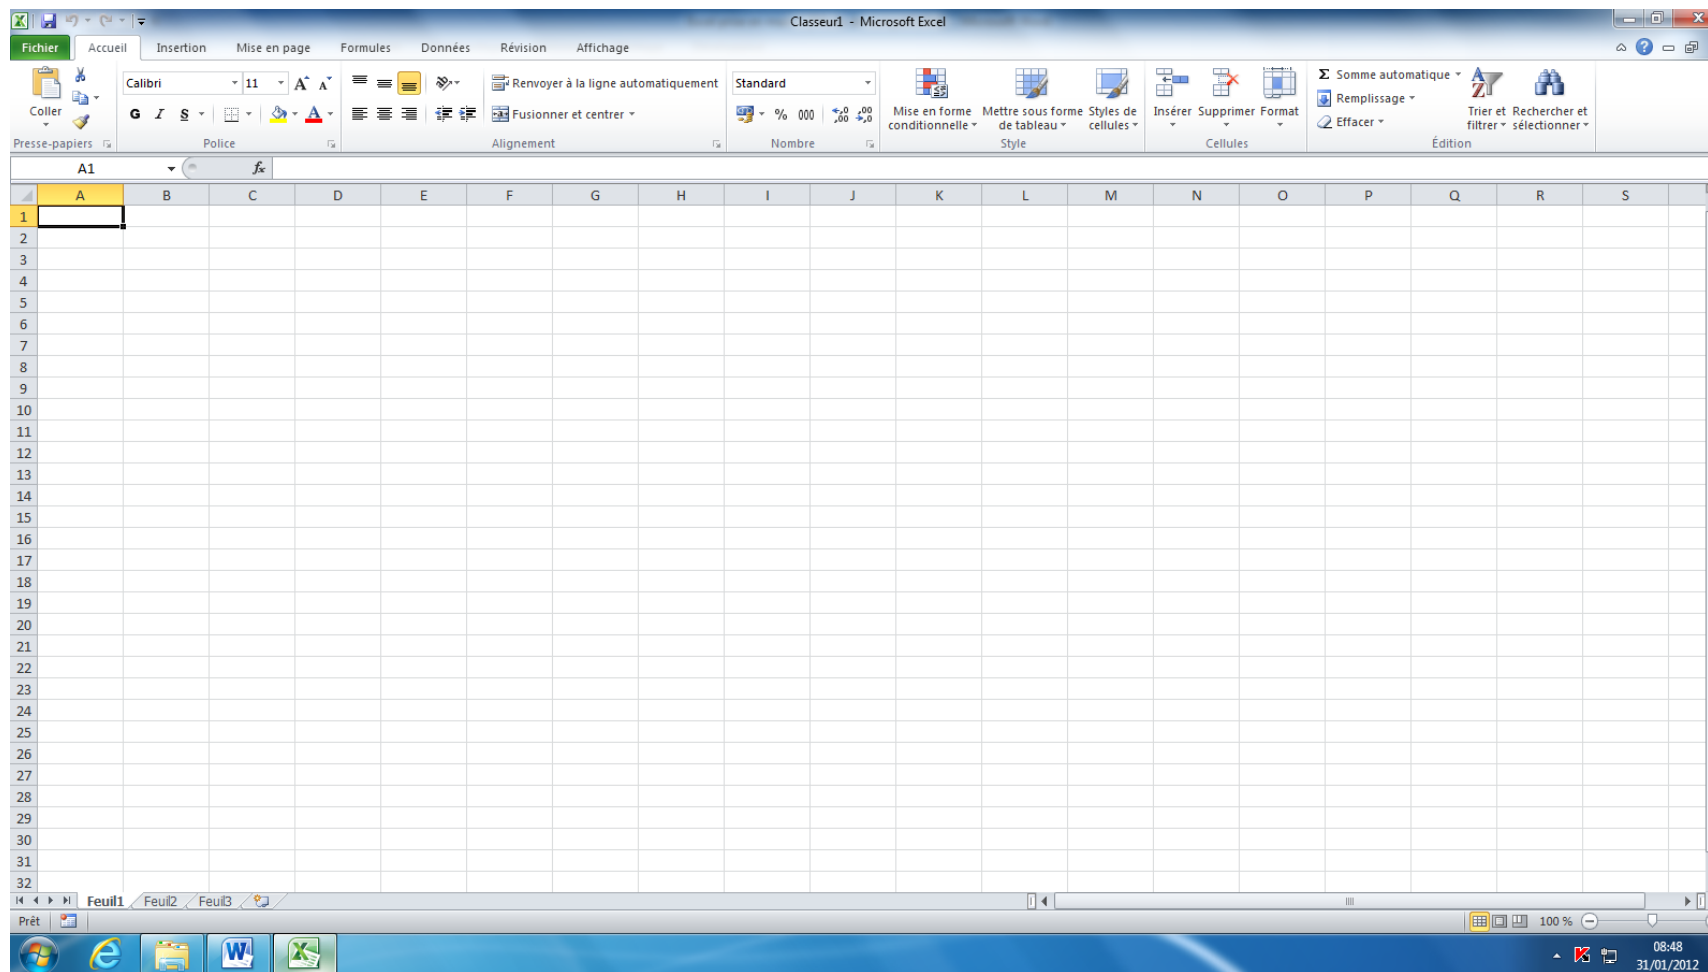 Classeur1 - Microsoft Excel
Fichier Accueil Insertion Mise en page Formules Données Révision Affichage
Coller
Presse-papiers
Calibri 11
G I S
Police
Renvoyer à la ligne automatiquement
Fusionner et centrer
Alignement
Standard
% 000 ,00 ,00
Nombre
Mise en forme conditionnelle
Mettre sous forme de tableau
Styles de cellules
Style
Insérer Supprimer Format
Cellules
Σ Somme automatique
Remplissage
Effacer
Trier et filtrer
Rechercher et sélectionner
Édition
A1 fx
A B C D E F G H I J K L M N O P Q R S
1
2
3
4
5
6
7
8
9
10
11
12
13
14
15
16
17
18
19
20
21
22
23
24
25
26
27
28
29
30
31
32
Feuil1 Feuil2 Feuil3
Prêt 100 %
08:48
31/01/2012